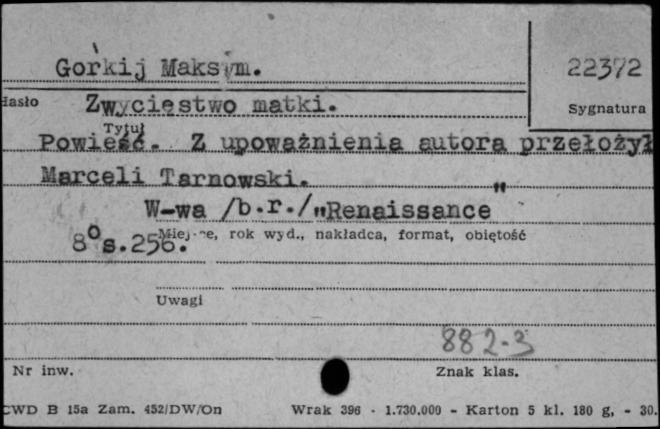 Gorkij Maksym.
22372
Hasło
Zwycięstwo matki.
Sygnatura
Tytuł
Powieść. Z upoważnienia autora przełożył
Marceli Tarnowski.
W-wa /b.r./"Renaissance"
8° s.256.
Miejsce, rok wyd., nakładca, format, objętość
Uwagi
882-3
Nr inw.
Znak klas.
CWD B 15a Zam. 452/DW/On Wrak 396 - 1.730.000 - Karton 5 kl. 180 g, - 30.